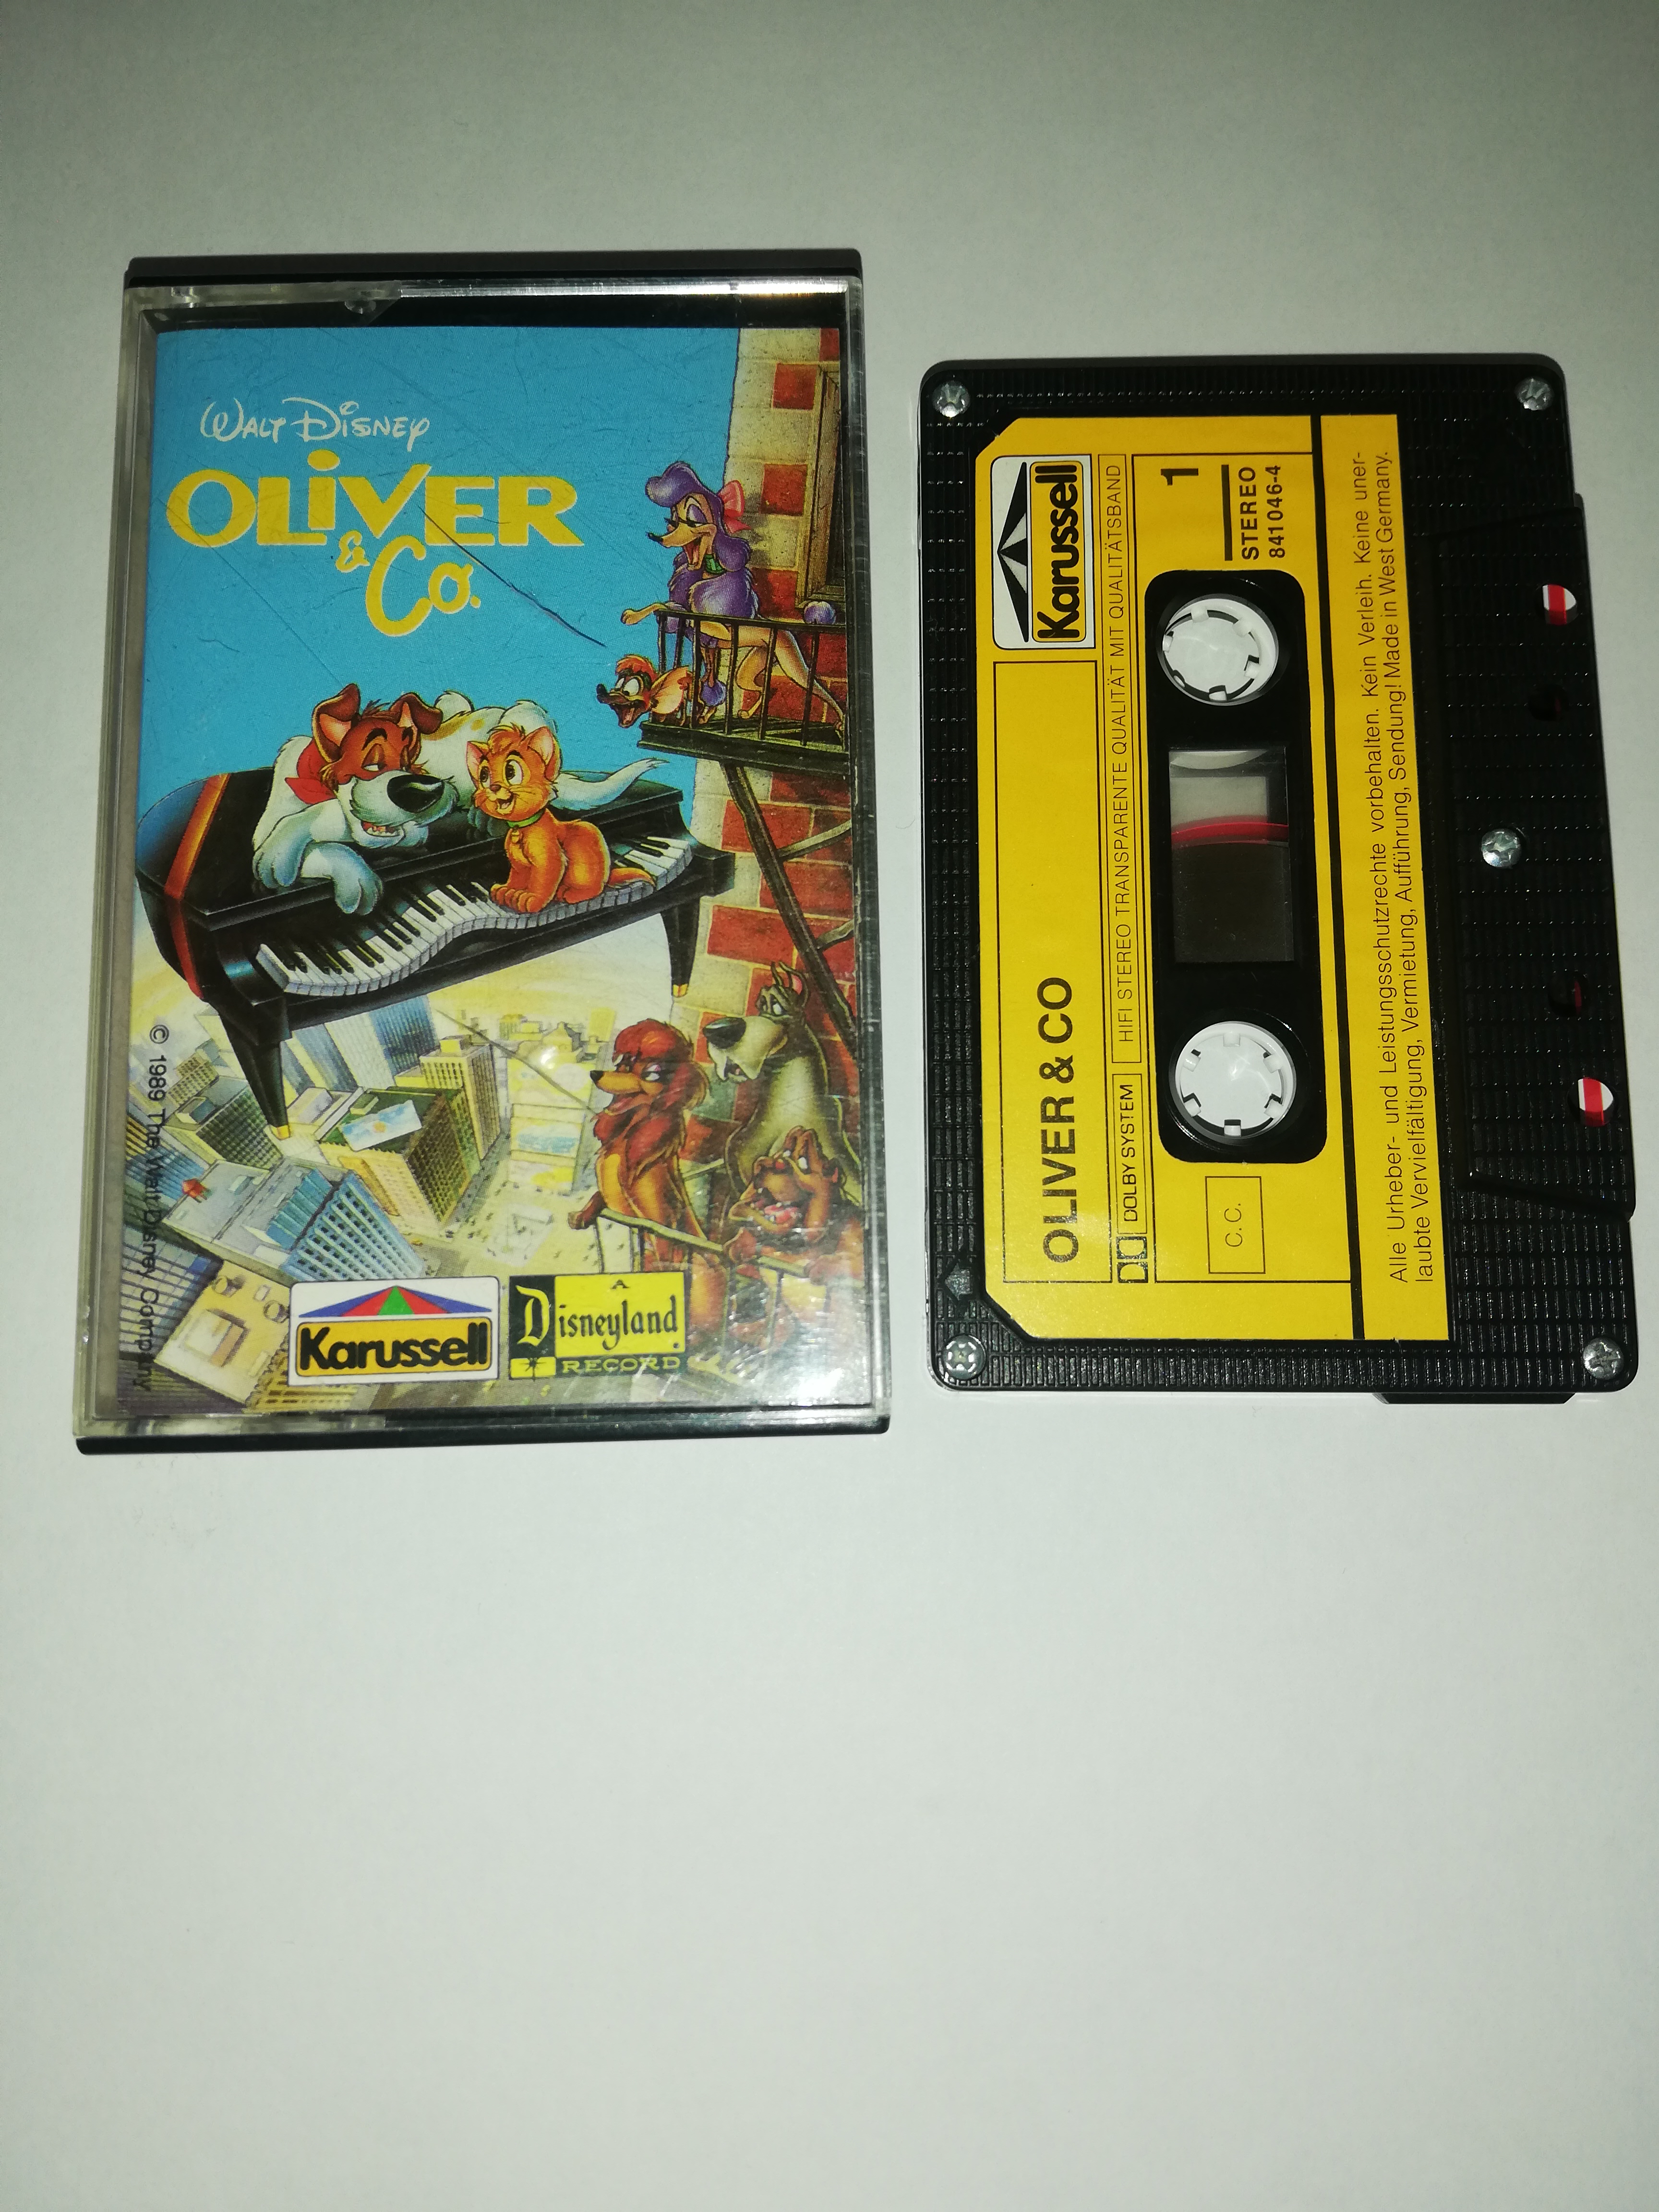 WALT DISNEY
OLIVER
& Co.
© 1989 The Walt Disney Company
Karussell
A
Disneyland
RECORD
Karussell
OLIVER & CO
DOLBY SYSTEM
HIFI STEREO TRANSPARENTE QUALITÄT MIT QUALITÄTSBAND
1
STEREO
841046-4
C.C.
Alle Urheber- und Leistungsschutzrechte vorbehalten. Kein Verleih. Keine uner-
laubte Vervielfältigung, Vermietung, Aufführung, Sendung! Made in West Germany.